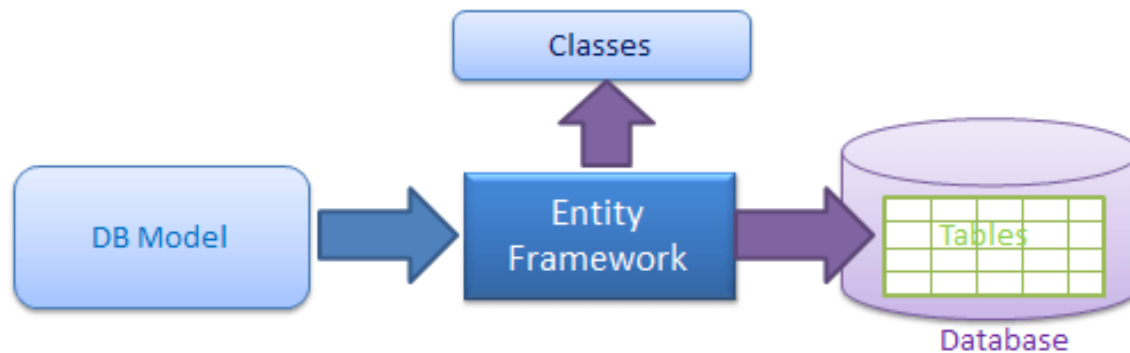 Classes
DB Model
Entity
Framework
Tables
Database